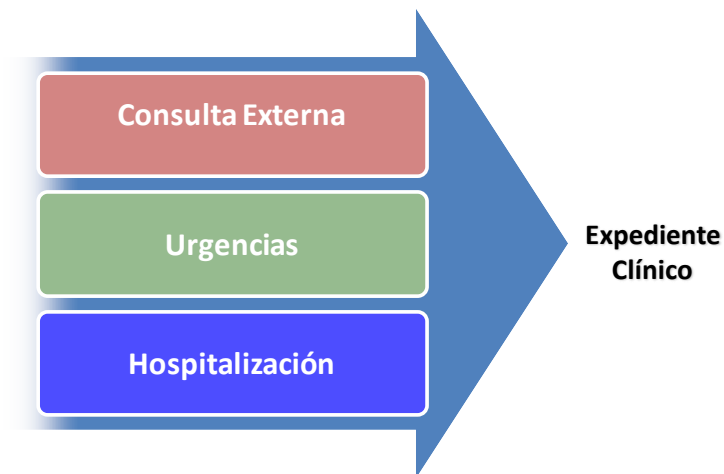 Consulta Externa
Urgencias
Hospitalización
Expediente
Clínico